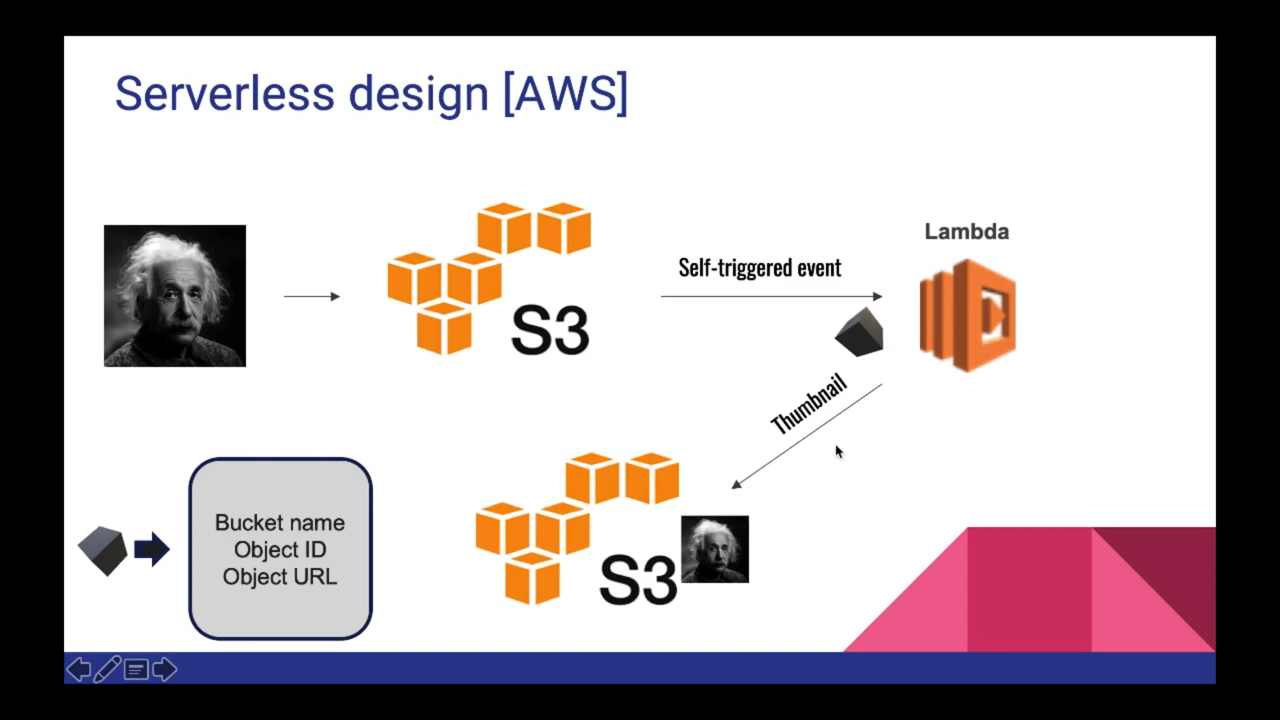 Serverless design [AWS]
Lambda
Self-triggered event
S3
Thumbnail
Bucket name
Object ID
Object URL
S3